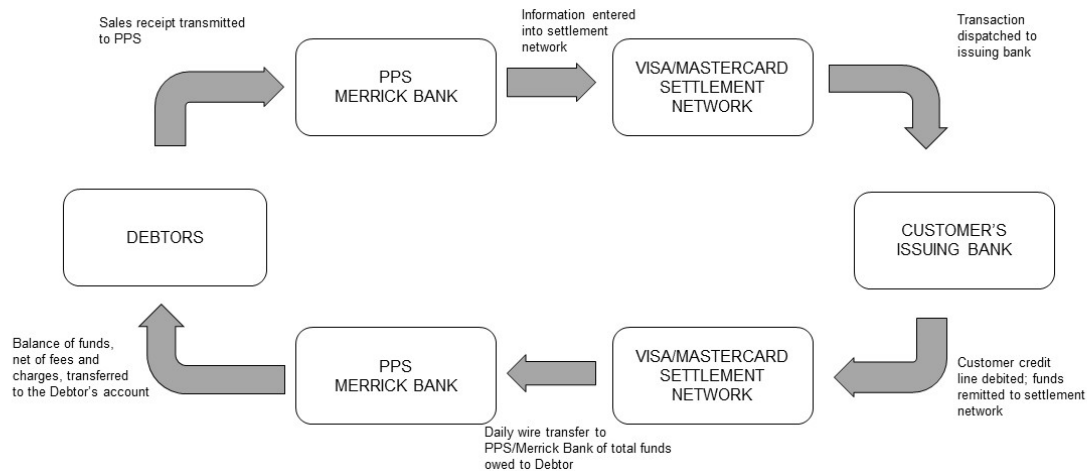 Sales receipt transmitted
to PPS
PPS
MERRICK BANK
Information entered
into settlement
network
VISA/MASTERCARD
SETTLEMENT
NETWORK
Transaction
dispatched to
issuing bank
DEBTORS
CUSTOMER'S
ISSUING BANK
Balance of funds,
net of fees and
charges, transferred
to the Debtor's account
PPS
MERRICK BANK
Daily wire transfer to
PPS/Merrick Bank of total funds
owed to Debtor
VISA/MASTERCARD
SETTLEMENT
NETWORK
Customer credit
line debited; funds
remitted to settlement
network